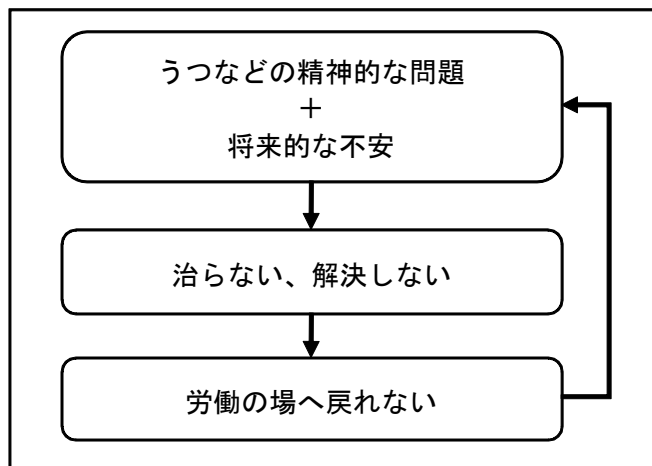 うつなどの精神的な問題
＋
将来的な不安
治らない、解決しない
労働の場へ戻れない